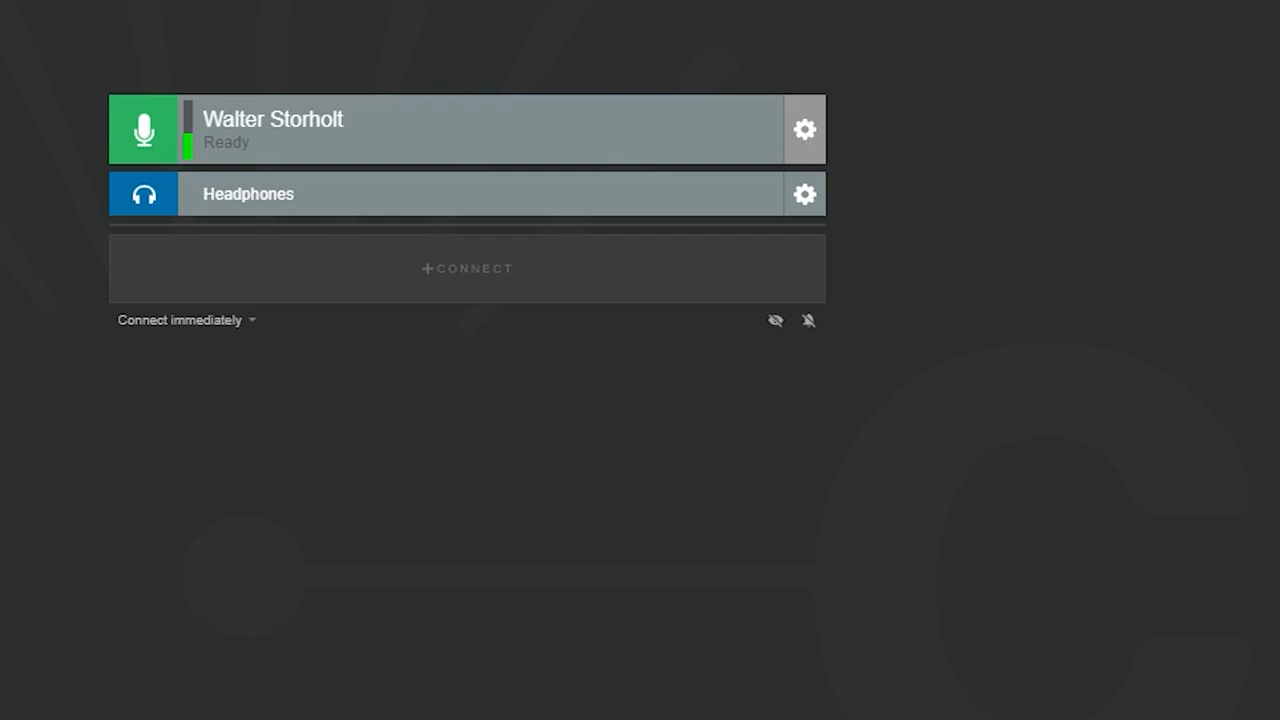 Walter Storholt
Ready
Headphones
+CONNECT
Connect immediately